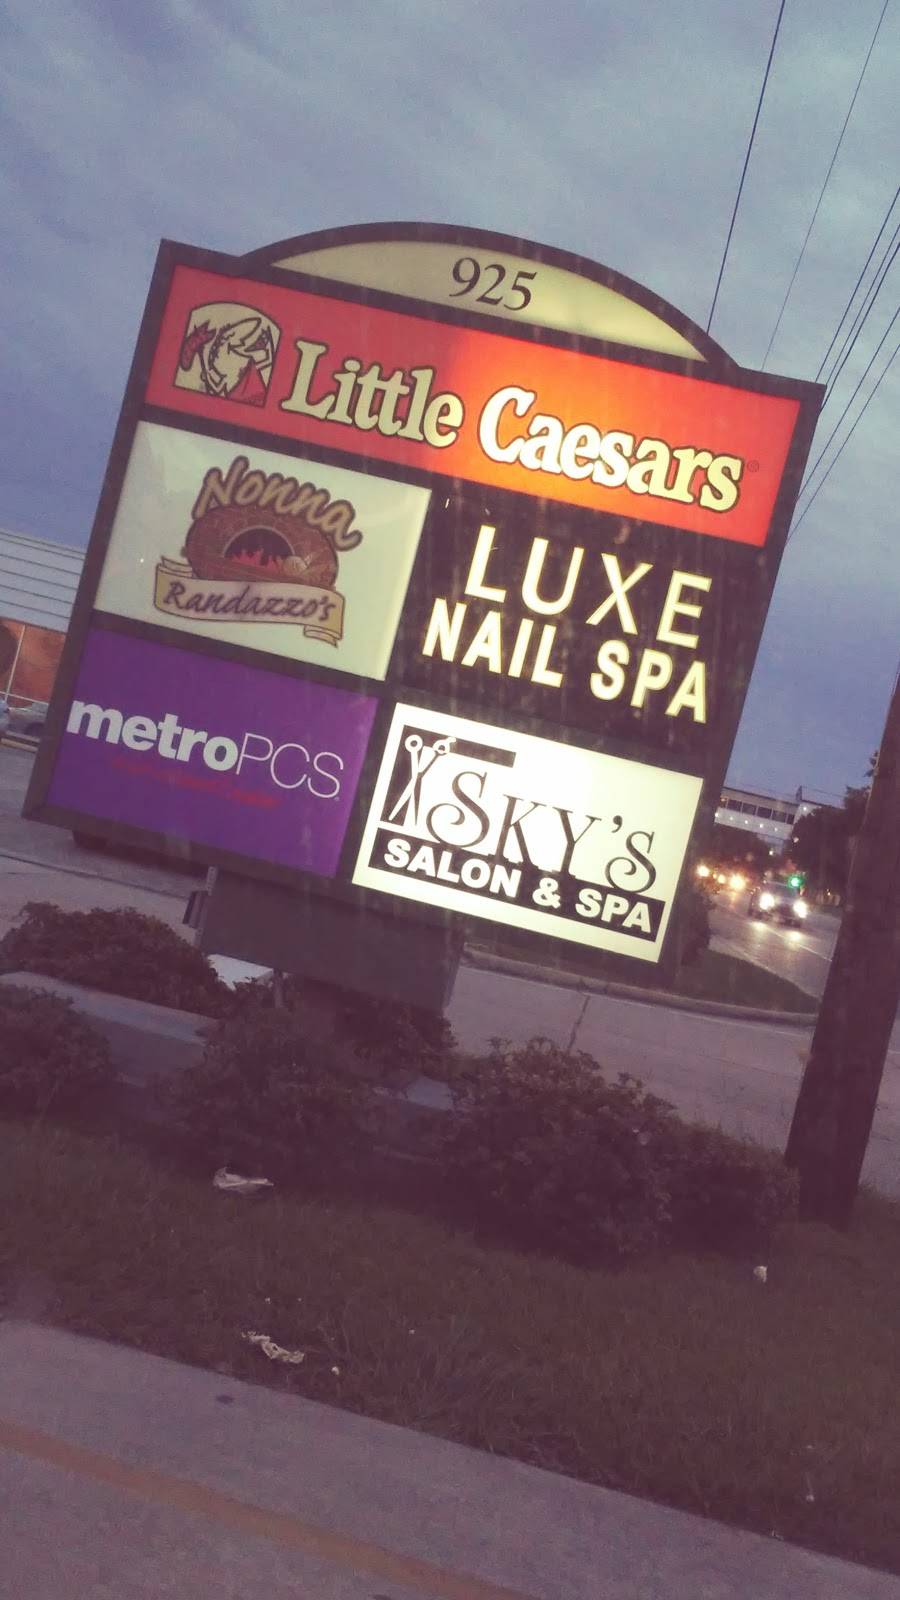 925
Little Caesars®
Nonna
Randazzo's
LUXE
NAIL SPA
metroPCS.
SKY'S
SALON & SPA